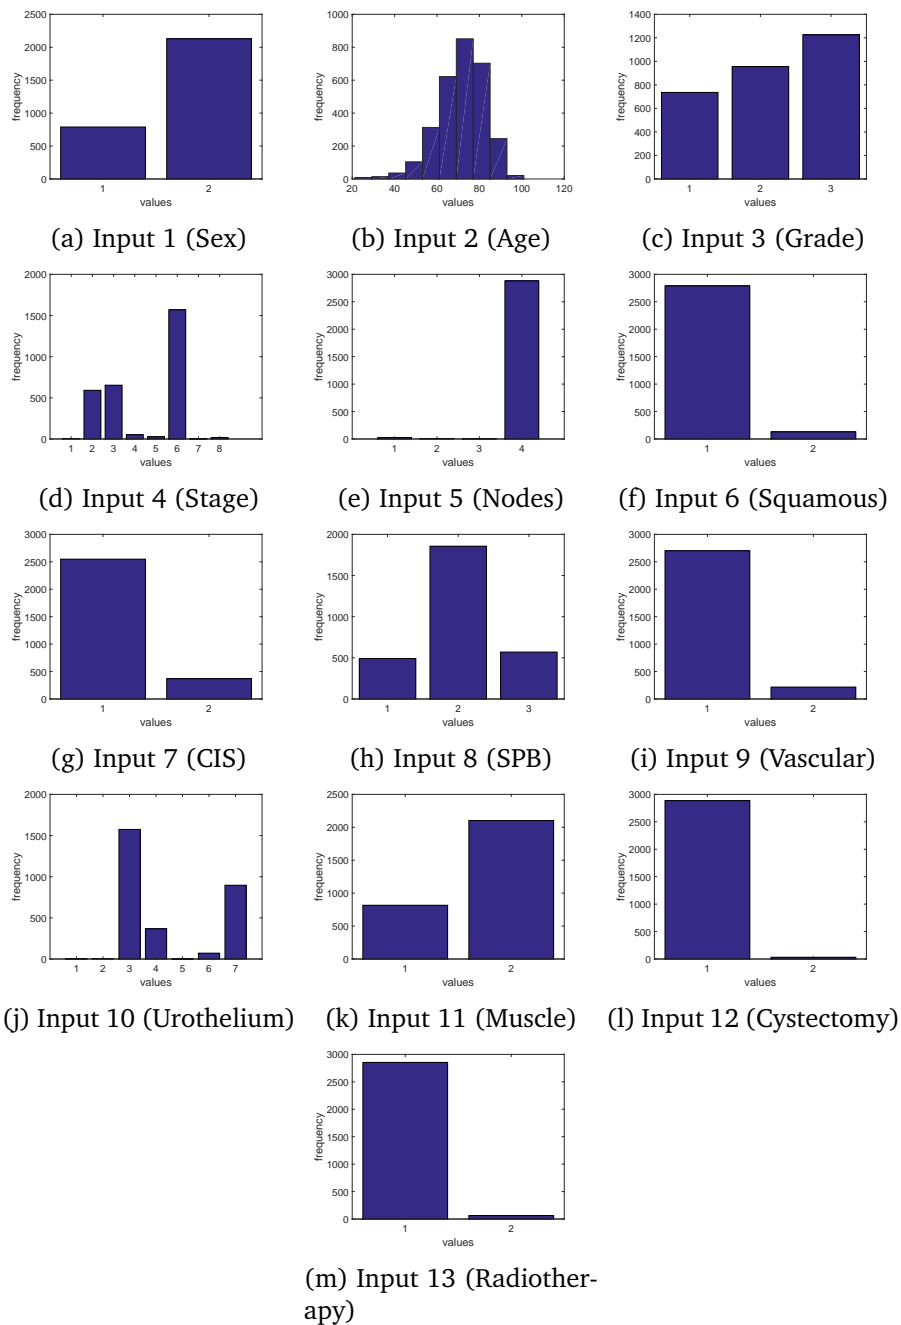 2500
2000
1500
1000
500
0
frequency
1 2
values
(a) Input 1 (Sex)
1000
800
600
400
200
0
frequency
20 40 60 80 100 120
values
(b) Input 2 (Age)
1400
1200
1000
800
600
400
200
0
frequency
1 2 3
values
(c) Input 3 (Grade)
2000
1500
1000
500
0
frequency
1 2 3 4 5 6 7 8
values
(d) Input 4 (Stage)
3000
2500
2000
1500
1000
500
0
frequency
1 2 3 4
values
(e) Input 5 (Nodes)
3000
2500
2000
1500
1000
500
0
frequency
1 2
values
(f) Input 6 (Squamous)
3000
2500
2000
1500
1000
500
0
frequency
1 2
values
(g) Input 7 (CIS)
2000
1500
1000
500
0
frequency
1 2 3
values
(h) Input 8 (SPB)
3000
2500
2000
1500
1000
500
0
frequency
1 2
values
(i) Input 9 (Vascular)
2000
1500
1000
500
0
frequency
1 2 3 4 5 6 7
values
(j) Input 10 (Urothelium)
2500
2000
1500
1000
500
0
frequency
1 2
values
(k) Input 11 (Muscle)
3000
2500
2000
1500
1000
500
0
frequency
1 2
values
(l) Input 12 (Cystectomy)
3000
2500
2000
1500
1000
500
0
frequency
1 2
values
(m) Input 13 (Radiother-
apy)